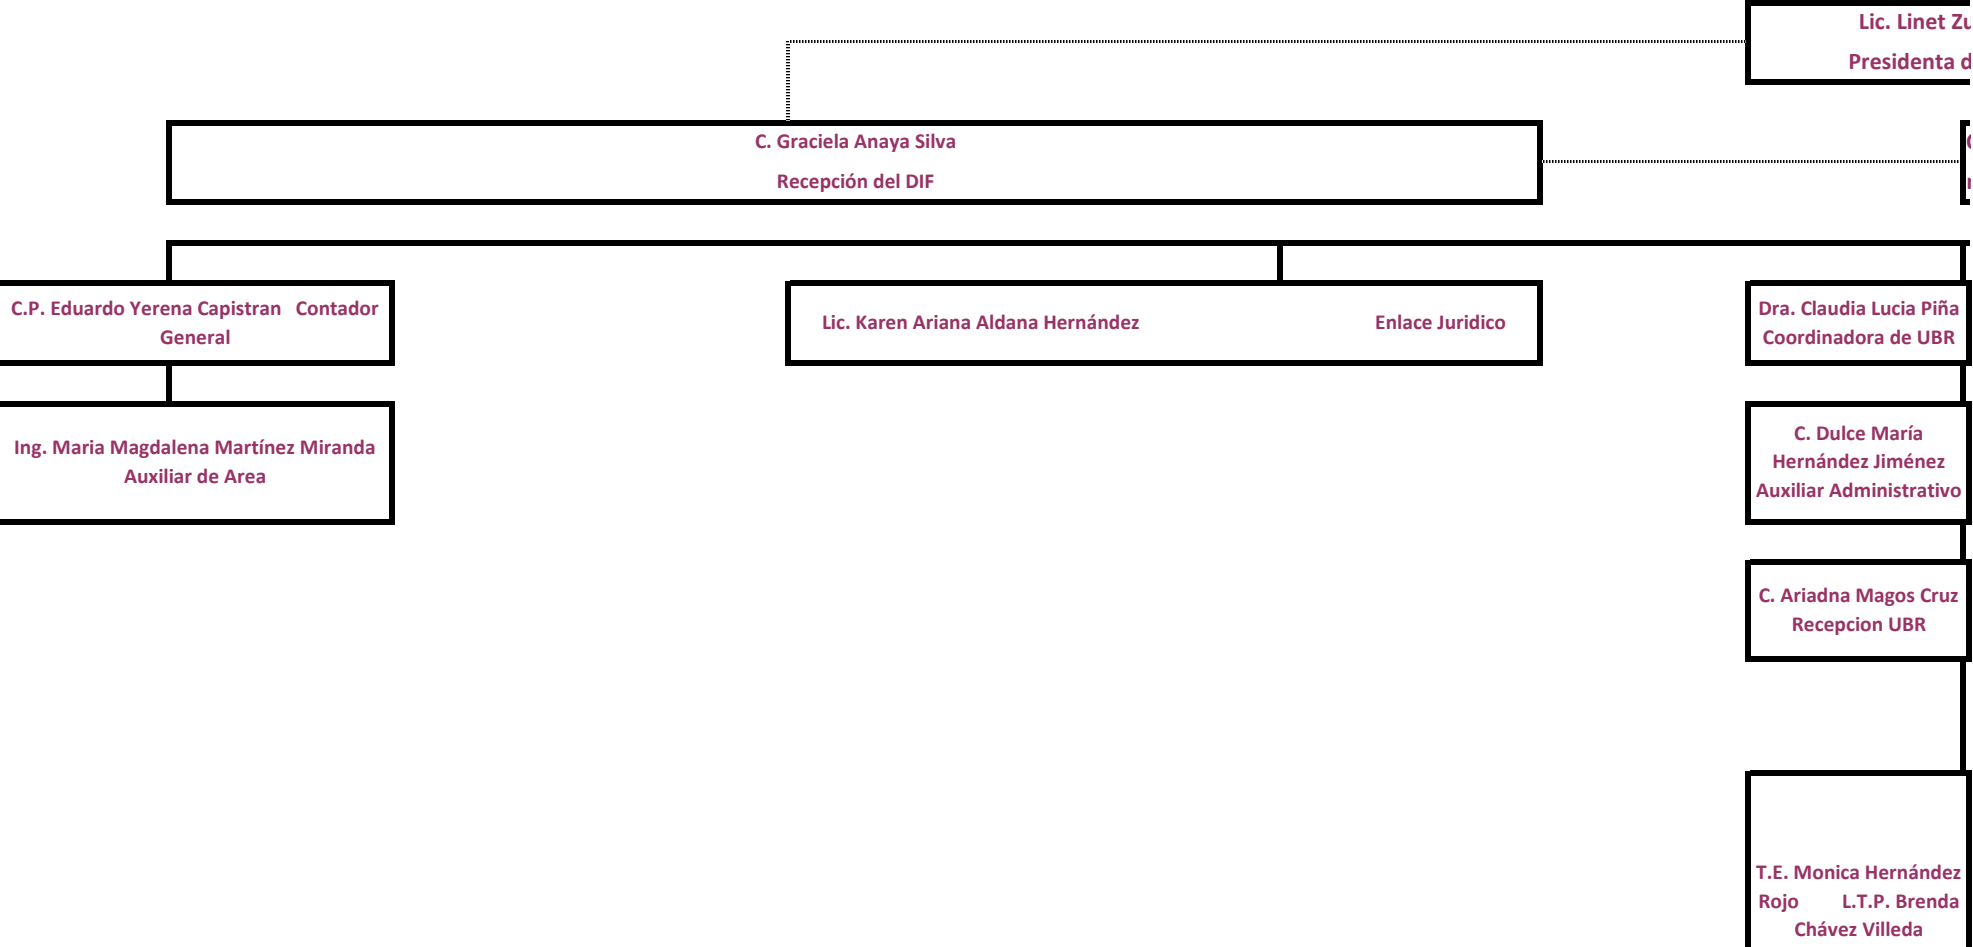 Lic. Linet
Presidenta
C. Graciela Anaya Silva
Recepción del DIF
C.P. Eduardo Yerena Capistran Contador
General
Lic. Karen Ariana Aldana Hernández Enlace Juridico
Dra. Claudia Lucia Piña
Coordinadora de UBR
Ing. Maria Magdalena Martínez Miranda
Auxiliar de Area
C. Dulce María
Hernández Jiménez
Auxiliar Administrativo
C. Ariadna Magos Cruz
Recepcion UBR
T.E. Monica Hernández
Rojo L.T.P. Brenda
Chávez Villeda